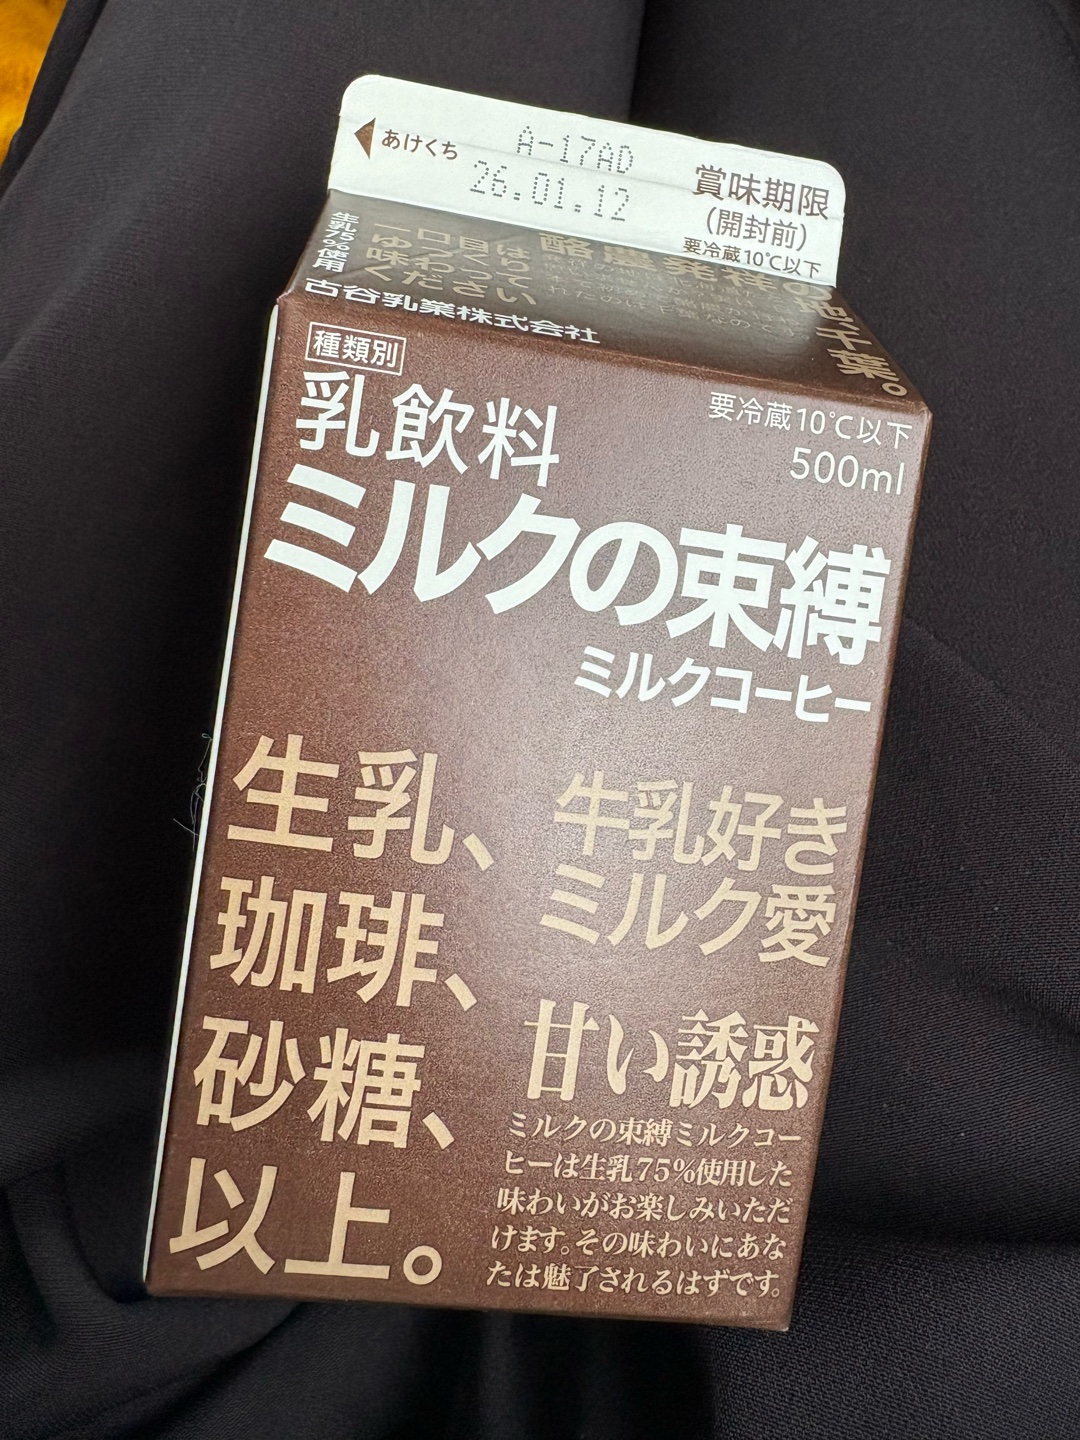 あけくち
A-17AD
26.01.12
賞味期限
(開封前)
要冷蔵10℃以下
生乳75%使用
一口目は
ゆっくり
味わって
ください
酪農発祥の地、千葉。
古谷乳業株式会社
種類別
乳飲料
要冷蔵10℃以下
500ml
ミルクの束縛
ミルクコーヒー
生乳、
珈琲、
砂糖、
以上。
牛乳好き
ミルク愛
甘い誘惑
ミルクの束縛ミルクコー
ヒーは生乳75%使用した
味わいがお楽しみいただ
けます。その味わいにあな
たは魅了されるはずです。